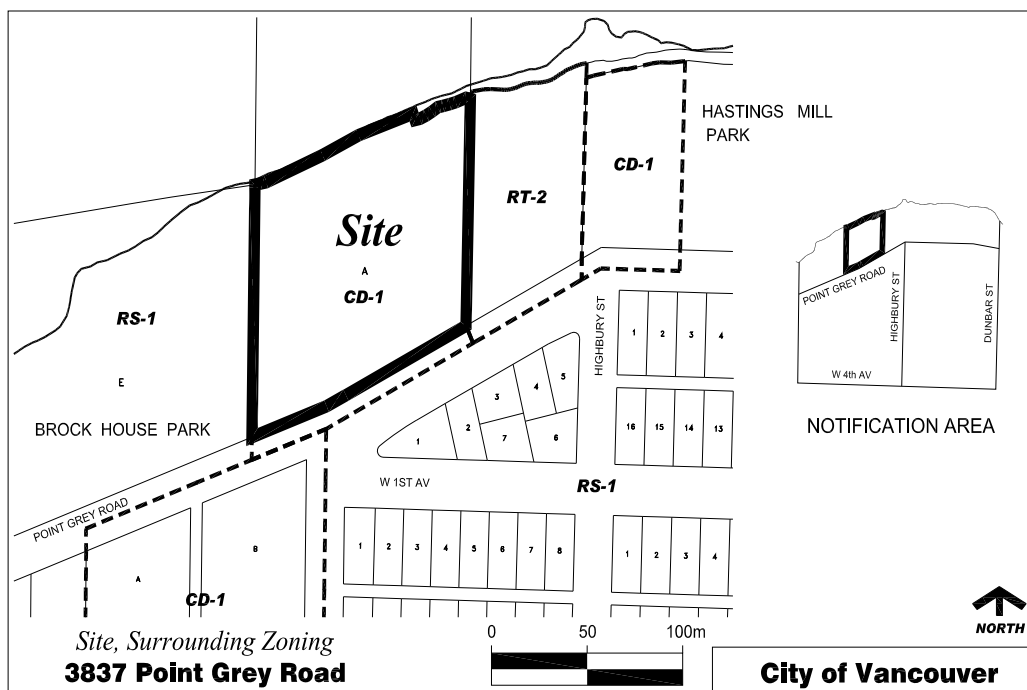 HASTINGS MILL
PARK
CD-1
RT-2
Site
A
CD-1
RS-1
E
BROCK HOUSE PARK
POINT GREY ROAD
HIGHBURY ST
1 2 3 4
5
4
3
2
1
7
6
16 15 14 13
W 1ST AV
RS-1
1 2 3 4 5 6 7 8
1 2 3 4
A
B
CD-1
POINT GREY ROAD
HIGHBURY ST
DUNBAR ST
W 4th AV
NOTIFICATION AREA
NORTH
Site, Surrounding Zoning
3837 Point Grey Road
0 50 100m
City of Vancouver